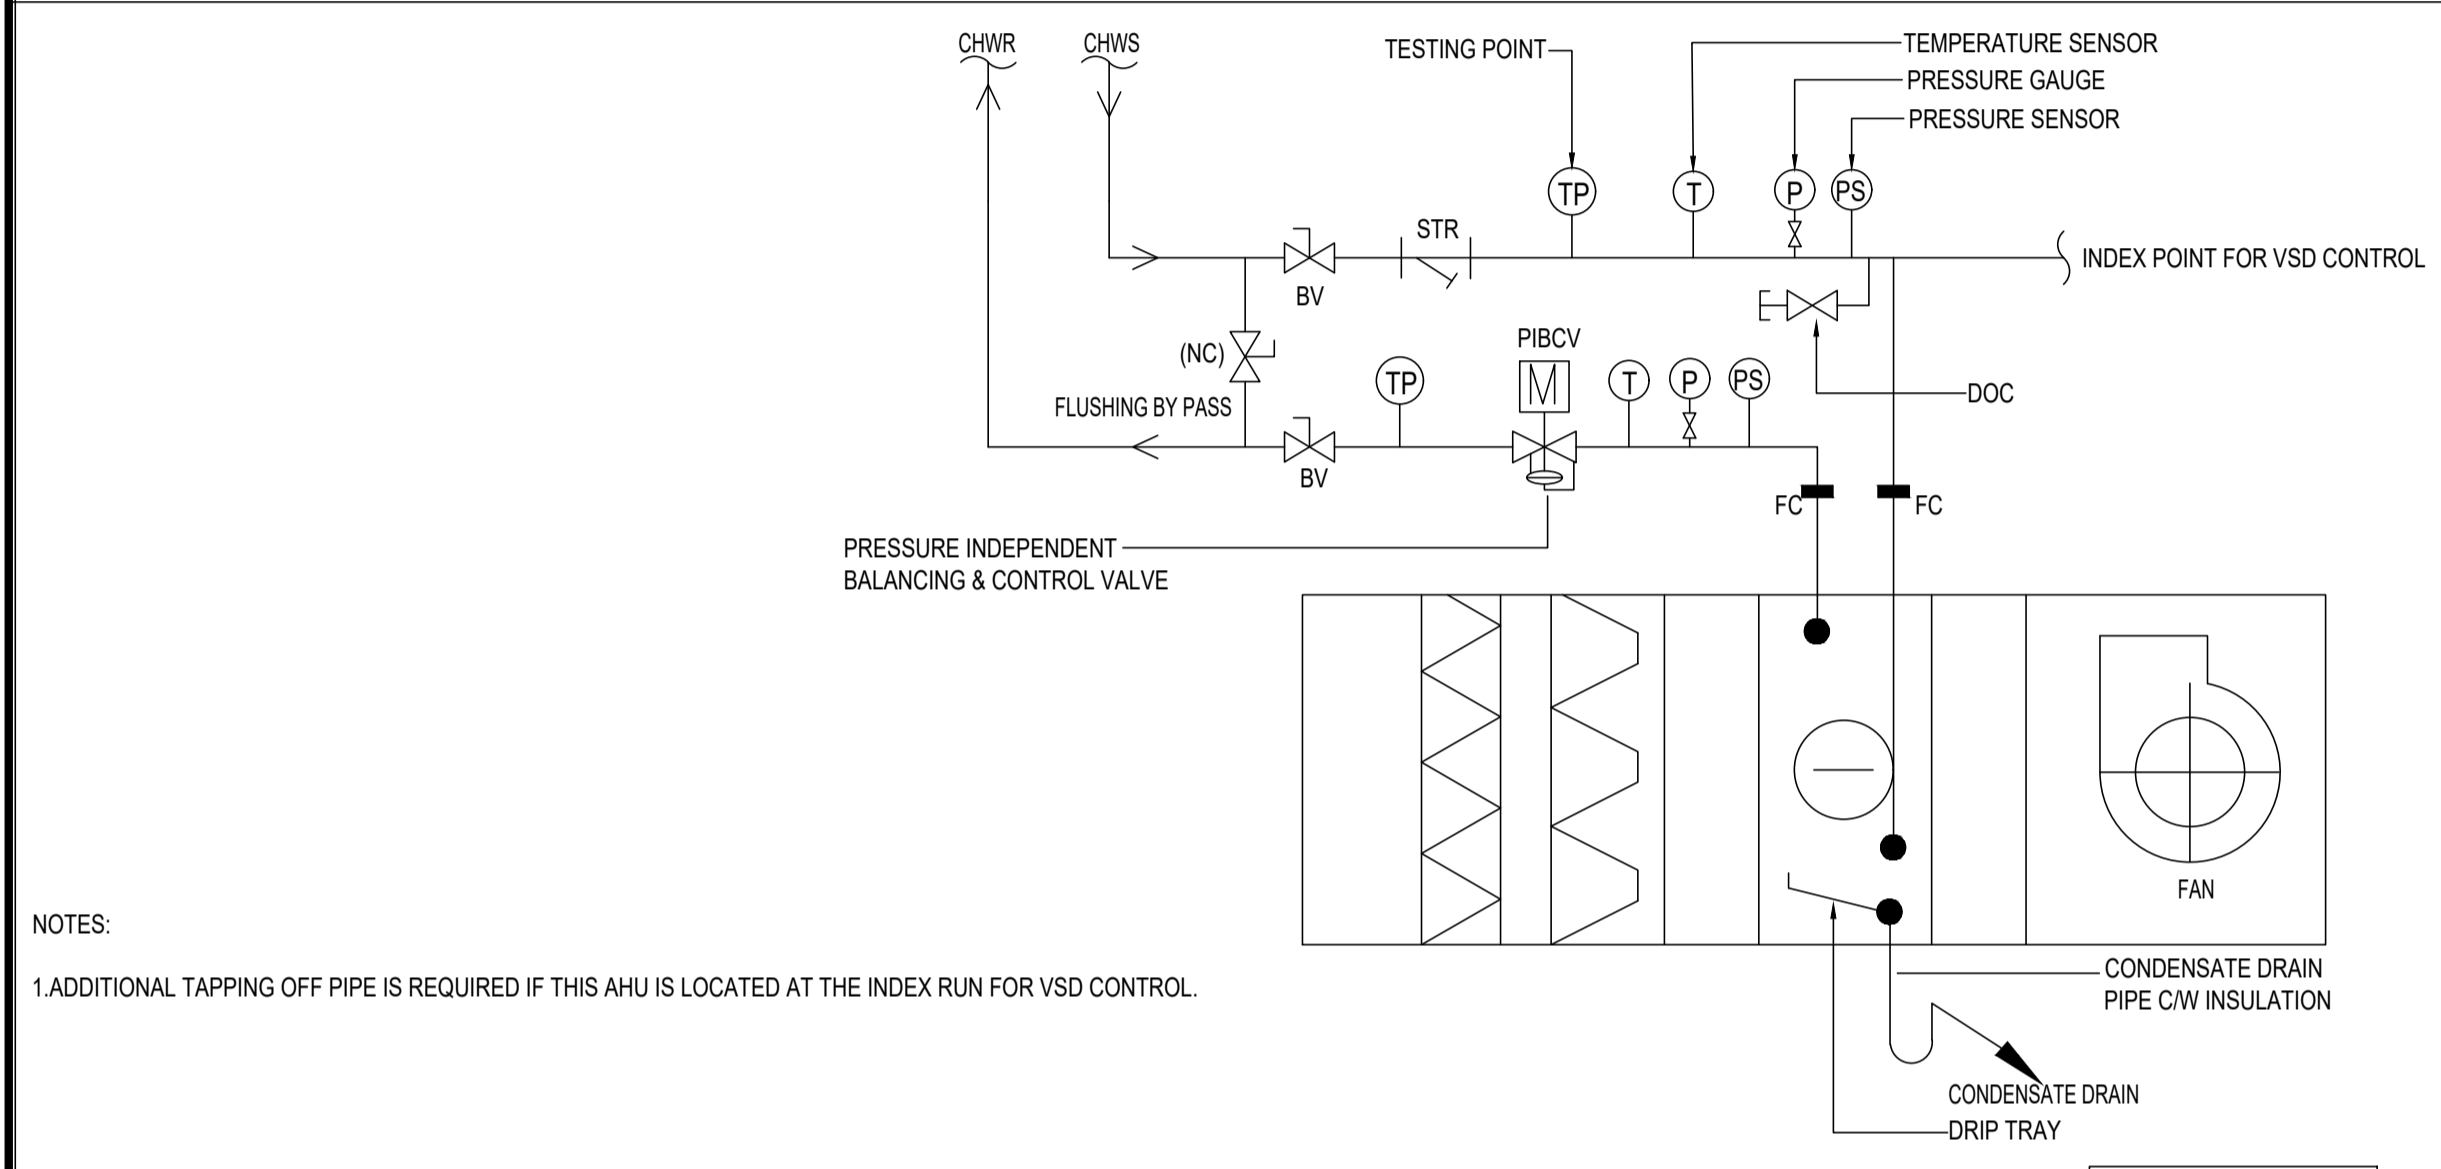 CHWR
CHWS
TESTING POINT
TEMPERATURE SENSOR
PRESSURE GAUGE
PRESSURE SENSOR
TP
T
P
PS
STR
BV
INDEX POINT FOR VSD CONTROL
PIBCV
(NC)
TP
M
T
P
PS
DOC
FLUSHING BY PASS
BV
FC
FC
PRESSURE INDEPENDENT
BALANCING & CONTROL VALVE
FAN
NOTES:
1.ADDITIONAL TAPPING OFF PIPE IS REQUIRED IF THIS AHU IS LOCATED AT THE INDEX RUN FOR VSD CONTROL.
CONDENSATE DRAIN
PIPE C/W INSULATION
CONDENSATE DRAIN
DRIP TRAY